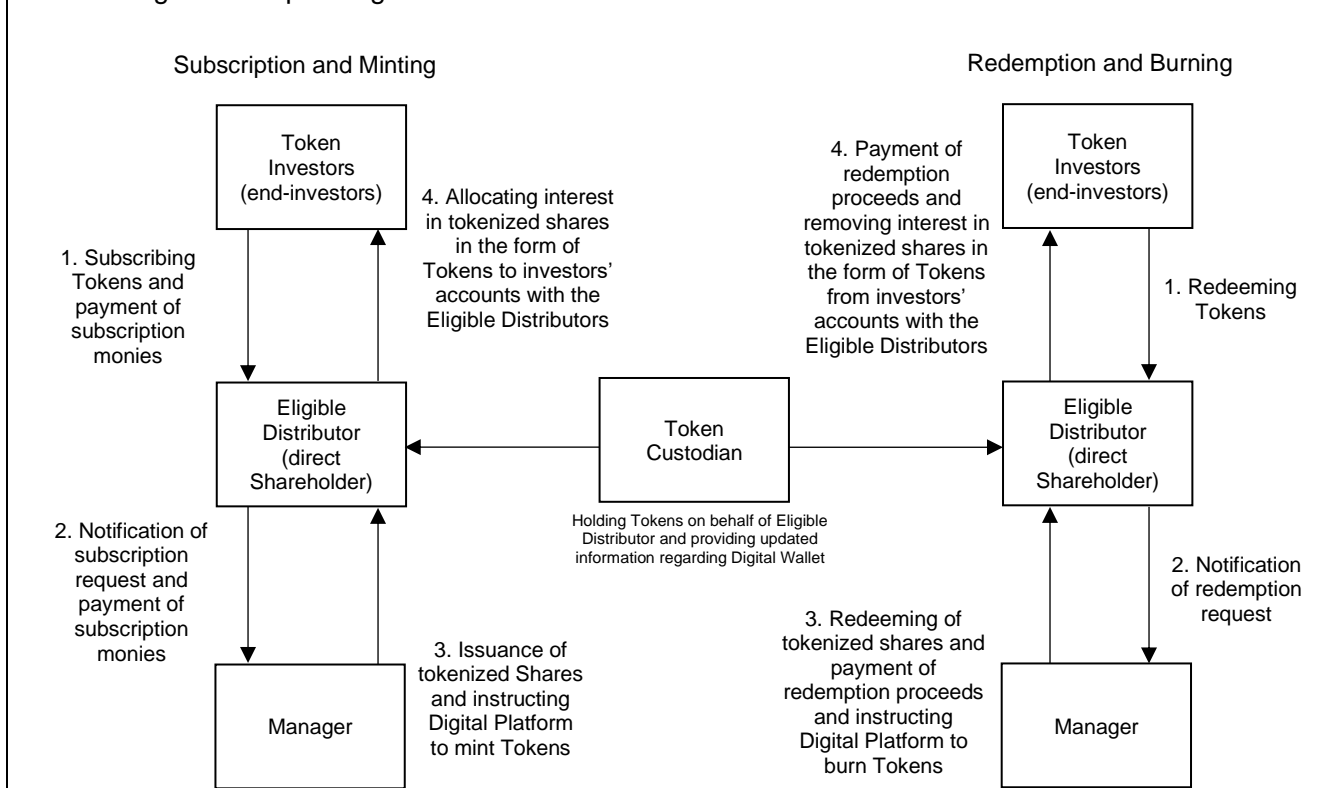 Subscription and Minting
Redemption and Burning
Token
Investors
(end-investors)
4. Allocating interest
in tokenized shares
in the form of
Tokens to investors’
accounts with the
Eligible Distributors
1. Subscribing
Tokens and
payment of
subscription
monies
4. Payment of
redemption
proceeds and
removing interest in
tokenized shares in
the form of Tokens
from investors’
accounts with the
Eligible Distributors
Token
Investors
(end-investors)
1. Redeeming
Tokens
Eligible
Distributor
(direct
Shareholder)
Token
Custodian
Holding Tokens on behalf of Eligible
Distributor and providing updated
information regarding Digital Wallet
Eligible
Distributor
(direct
Shareholder)
2. Notification of
subscription
request and
payment of
subscription
monies
3. Issuance of
tokenized Shares
and instructing
Digital Platform
to mint Tokens
3. Redeeming of
tokenized shares and
payment of
redemption proceeds
and instructing
Digital Platform to
burn Tokens
2. Notification
of redemption
request
Manager
Manager